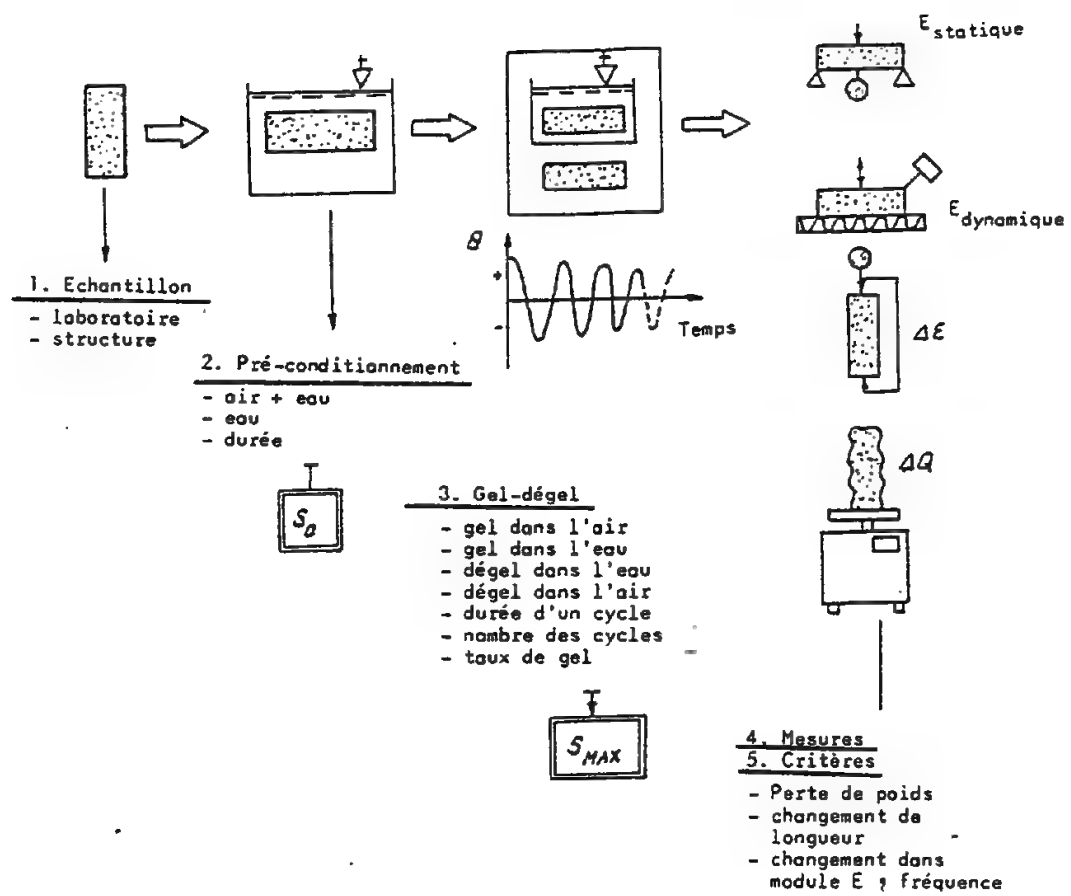 E statique
E dynamique
θ
+
-
Temps
ΔE
ΔQ
1. Echantillon
- laboratoire
- structure
2. Pré-conditiannement
- air + eau
- eau
- durée
S₀
3. Gel-dégel
- gel dans l'air
- gel dans l'eau
- dégel dans l'eau
- dégel dans l'air
- durée d'un cycle
- nombre des cycles
- taux de gel
S MAX
4. Mesures
5. Critères
- Perte de poids
- changement de
longueur
- changement dans
module E , fréquence